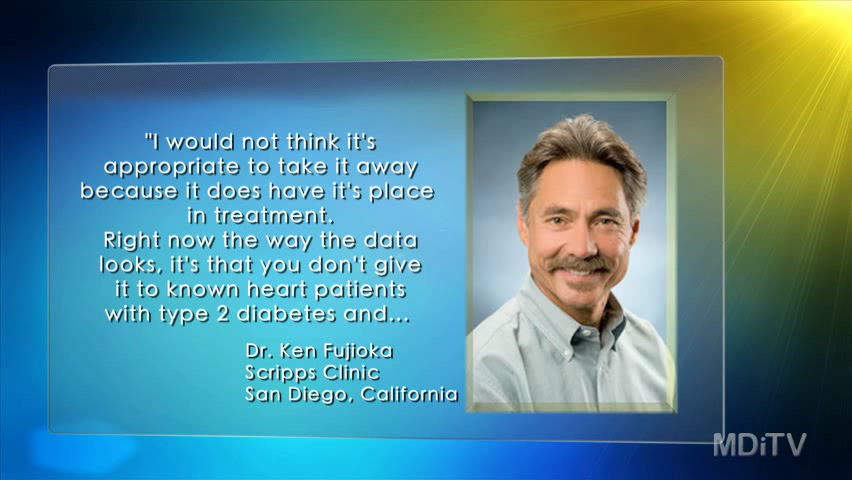 "I would not think it's
appropriate to take it away
because it does have it's place
in treatment.
Right now the way the data
looks, it's that you don't give
it to known heart patients
with type 2 diabetes and...
Dr. Ken Fujioka
Scripps Clinic
San Diego, California
MDiTV